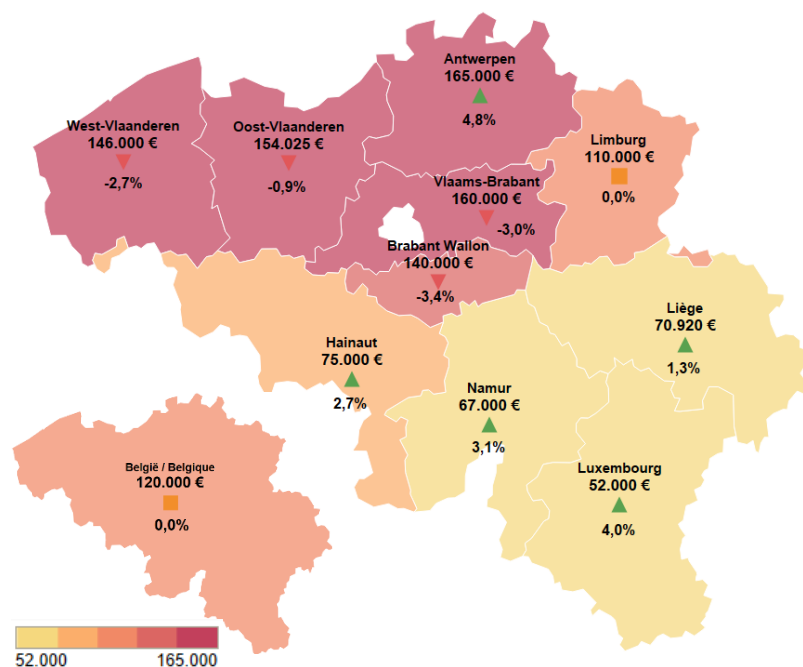 Antwerpen
165.000 €
4,8%
West-Vlaanderen
146.000 €
-2,7%
Oost-Vlaanderen
154.025 €
-0,9%
Limburg
110.000 €
0,0%
Vlaams-Brabant
160.000 €
-3,0%
Brabant Wallon
140.000 €
-3,4%
Liège
70.920 €
1,3%
Hainaut
75.000 €
2,7%
Namur
67.000 €
3,1%
Luxembourg
52.000 €
4,0%
België / Belgique
120.000 €
0,0%
52.000 165.000